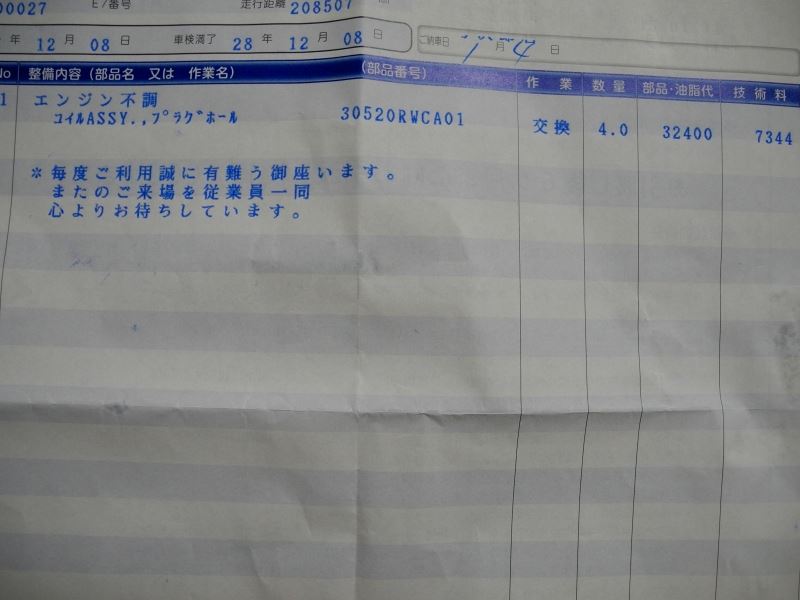 00027 E/番号 走行距離 208507
年 12 月 08 日 車検満了 28 年 12 月 08 日 ご納車日 1 月 4 日
No 整備内容(部品名 又は 作業名) (部品番号) 作業 数量 部品・油脂代 技術料
1 エンジン不調
コイルASSY.,プラグホール 30520RWCA01 交換 4.0 32400 7344
※毎度ご利用誠に有難う御座います。
またのご来場を従業員一同
心よりお待ちしています。